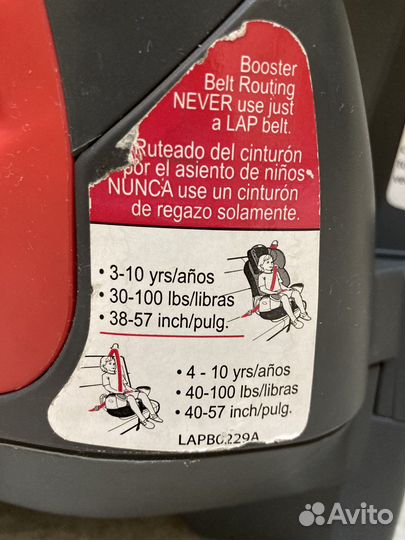 Booster
Belt Routing
NEVER use just
a LAP belt.
Ruteado del cinturón
por el asiento de niños
NUNCA use un cinturón
de regazo solamente.
• 3-10 yrs/años
• 30-100 lbs/libras
• 38-57 inch/pulg.
• 4 - 10 yrs/años
• 40-100 lbs/libras
• 40-57 inch/pulg.
Avito